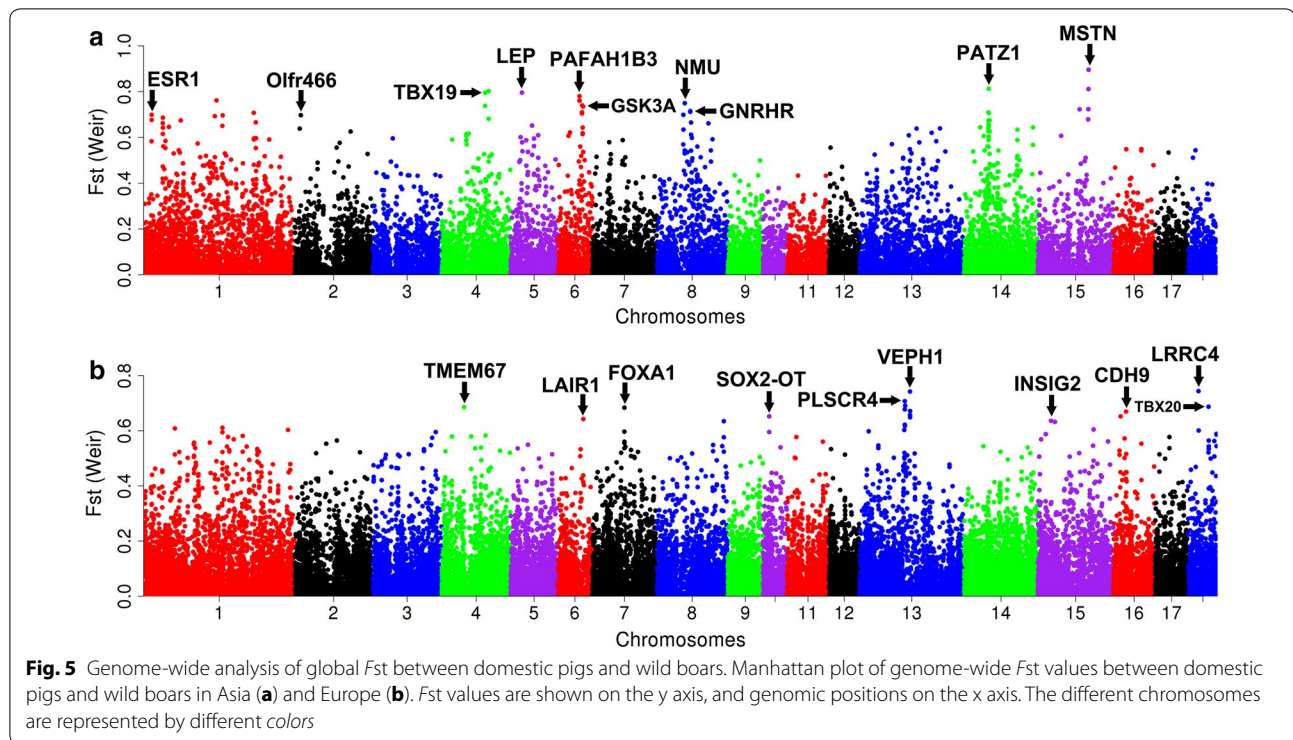 a
MSTN
ESR1
Olfr466
TBX19
LEP
PAFAH1B3
GSK3A
NMU
GNRHR
PATZ1
Fst (Weir)
1.0
0.8
0.6
0.4
0.2
0.0
1 2 3 4 5 6 7 8 9 11 12 13 14 15 16 17
Chromosomes
b
TMEM67
LAIR1
FOXA1
SOX2-OT
PLSCR4
VEPH1
INSIG2
CDH9
LRRC4
TBX20
Fst (Weir)
0.8
0.6
0.4
0.2
0.0
1 2 3 4 5 6 7 8 9 11 12 13 14 15 16 17
Chromosomes
Fig. 5 Genome-wide analysis of global Fst between domestic pigs and wild boars. Manhattan plot of genome-wide Fst values between domestic
pigs and wild boars in Asia (a) and Europe (b). Fst values are shown on the y axis, and genomic positions on the x axis. The different chromosomes
are represented by different colors